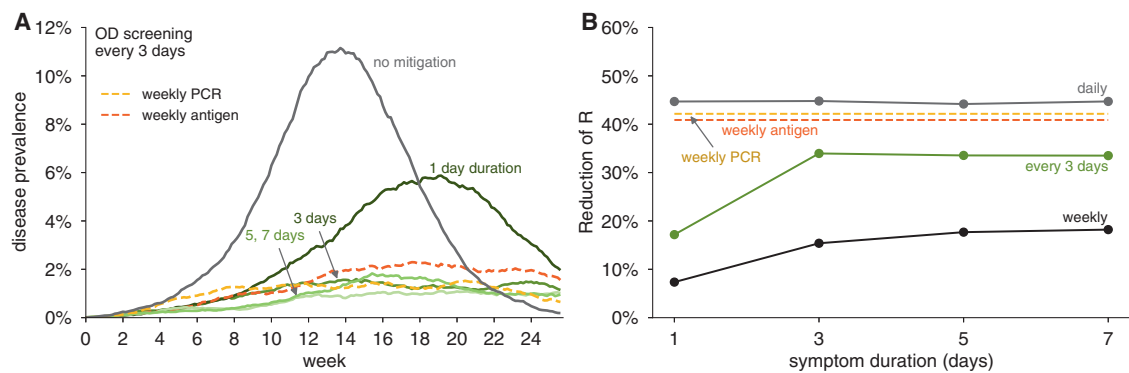 A
OD screening
every 3 days
weekly PCR
weekly antigen
no mitigation
1 day duration
3 days
5, 7 days
12%
10%
8%
6%
4%
2%
0%
disease prevalence
0 2 4 6 8 10 12 14 16 18 20 22 24
week
B
60%
50%
40%
30%
20%
10%
0%
Reduction of R
daily
weekly antigen
weekly PCR
every 3 days
weekly
1 3 5 7
symptom duration (days)